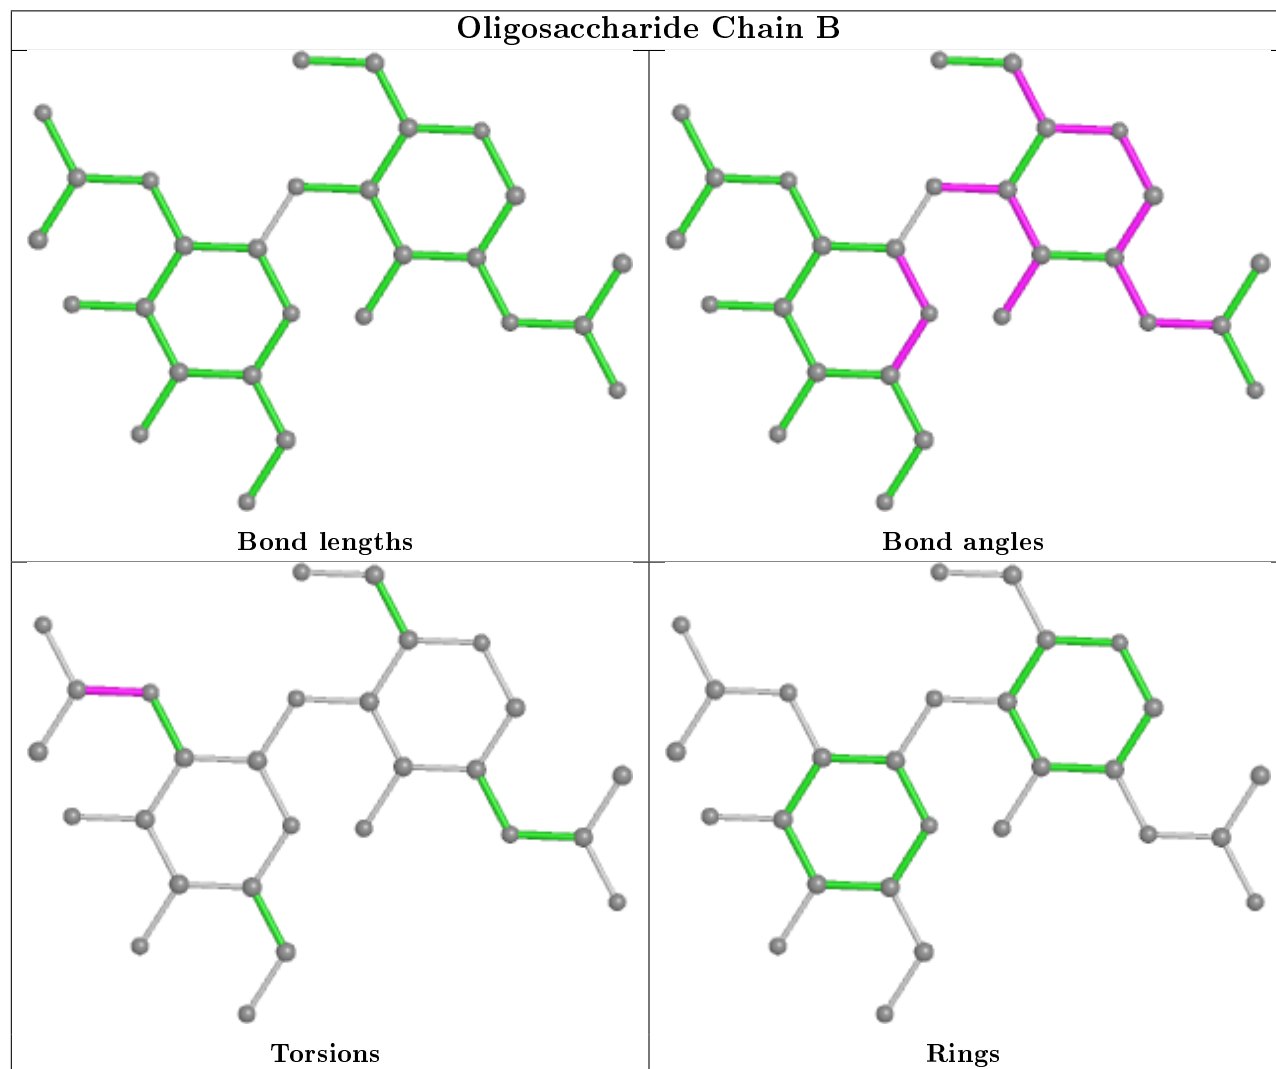 Oligosaccharide Chain B
Bond lengths
Bond angles
Torsions
Rings